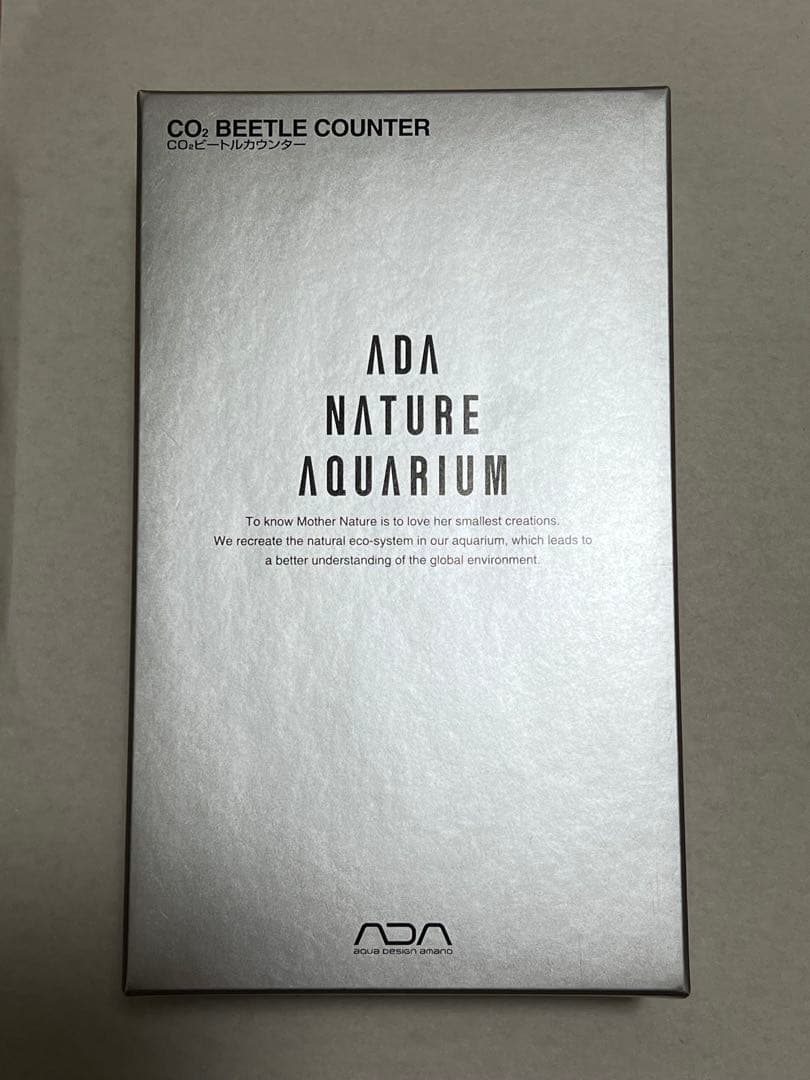 CO₂ BEETLE COUNTER
CO₂ビートルカウンター
ADA
NATURE
AQUARIUM
To know Mother Nature is to love her smallest creations.
We recreate the natural eco-system in our aquarium, which leads to
a better understanding of the global environment.
ADA
aqua design amano